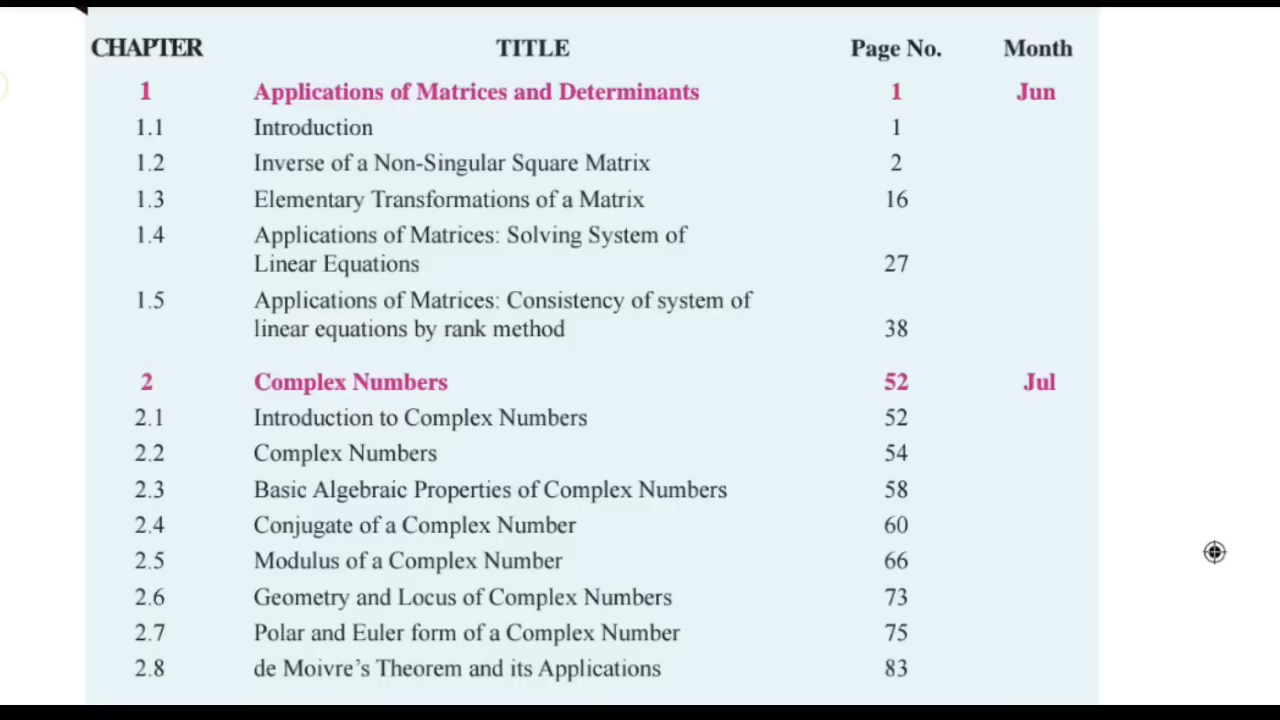 CHAPTER TITLE Page No. Month
1 Applications of Matrices and Determinants 1 Jun
1.1 Introduction 1
1.2 Inverse of a Non-Singular Square Matrix 2
1.3 Elementary Transformations of a Matrix 16
1.4 Applications of Matrices: Solving System of
Linear Equations 27
1.5 Applications of Matrices: Consistency of system of
linear equations by rank method 38
2 Complex Numbers 52 Jul
2.1 Introduction to Complex Numbers 52
2.2 Complex Numbers 54
2.3 Basic Algebraic Properties of Complex Numbers 58
2.4 Conjugate of a Complex Number 60
2.5 Modulus of a Complex Number 66
2.6 Geometry and Locus of Complex Numbers 73
2.7 Polar and Euler form of a Complex Number 75
2.8 de Moivre’s Theorem and its Applications 83